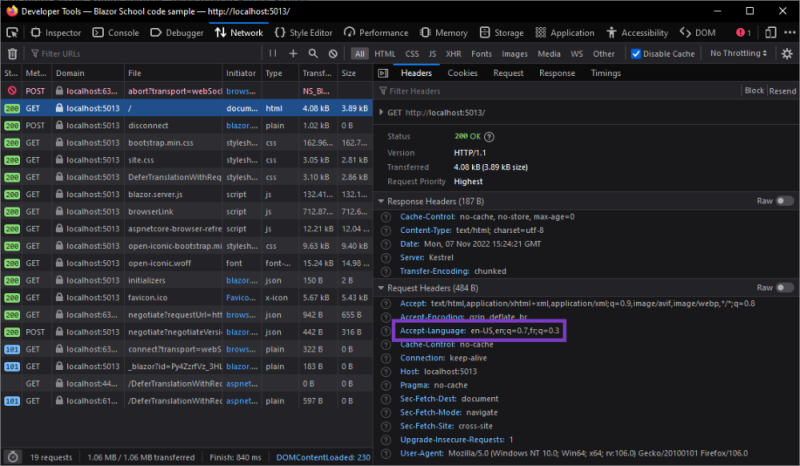 Developer Tools — Blazor School code sample — http://localhost:5013/
Inspector Console Debugger Network Style Editor Performance Memory Storage Accessibility Application DOM 1
Filter URLs All HTML CSS JS XHR Fonts Images Media WS Other Disable Cache No Throttling
St... Met... Domain File Initiator Type Transf... Size
POST localhost:63... abort?transport=webSoc browse... NS_BI...
200 GET localhost:5013 / docum... html 4.08 kB 3.89 kB
200 POST localhost:5013 disconnect blazor.... plain 1.02 kB 0 B
200 GET localhost:5013 bootstrap.min.css stylesh... css 162.96... 162.7...
200 GET localhost:5013 site.css stylesh... css 3.05 kB 2.81 kB
200 GET localhost:5013 DeferTranslationWithReq stylesh... css 3.10 kB 2.86 kB
200 GET localhost:5013 blazor.server.js script js 132.41... 132.1...
200 GET localhost:5013 browserLink script js 712.87... 712.6...
200 GET localhost:5013 aspnetcore-browser-refre script js 12.21 kB 12.04 ...
200 GET localhost:5013 open-iconic-bootstrap.mi stylesh... css 9.63 kB 9.40 kB
200 GET localhost:5013 open-iconic.woff font font-... 15.24 kB 14.98 ...
200 GET localhost:5013 initializers blazor.... json 150 B 2 B
200 GET localhost:5013 favicon.ico Favico... x-icon 5.67 kB 5.43 kB
200 GET localhost:63... negotiate?requestUrl=htt browse... json 942 B 655 B
200 POST localhost:5013 negotiate?negotiateVersi blazor.... json 442 B 316 B
101 GET localhost:63... connect?transport=webS browse... plain 322 B 0 B
101 GET localhost:5013 _blazor?id=Py4ZzrfVz_3HL blazor.... plain 183 B 0 B
GET localhost:44... /DeferTranslationWithRec aspnet... 0 B 0 B
101 GET localhost:61... /DeferTranslationWithRec aspnet... plain 597 B 0 B
19 requests 1.06 MB / 1.06 MB transferred Finish: 840 ms DOMContentLoaded: 230
Headers Cookies Request Response Timings
Filter Headers Block Resend
GET http://localhost:5013/
Status 200 OK
Version HTTP/1.1
Transferred 4.08 kB (3.89 kB size)
Request Priority Highest
Response Headers (187 B) Raw
Cache-Control: no-cache, no-store, max-age=0
Content-Type: text/html; charset=utf-8
Date: Mon, 07 Nov 2022 15:24:21 GMT
Server: Kestrel
Transfer-Encoding: chunked
Request Headers (484 B) Raw
Accept: text/html,application/xhtml+xml,application/xml;q=0.9,image/avif,image/webp,*/*;q=0.8
Accept-Encoding: gzip, deflate, br
Accept-Language: en-US,en;q=0.7,fr;q=0.3
Cache-Control: no-cache
Connection: keep-alive
Host: localhost:5013
Pragma: no-cache
Sec-Fetch-Dest: document
Sec-Fetch-Mode: navigate
Sec-Fetch-Site: cross-site
Upgrade-Insecure-Requests: 1
User-Agent: Mozilla/5.0 (Windows NT 10.0; Win64; x64; rv:106.0) Gecko/20100101 Firefox/106.0